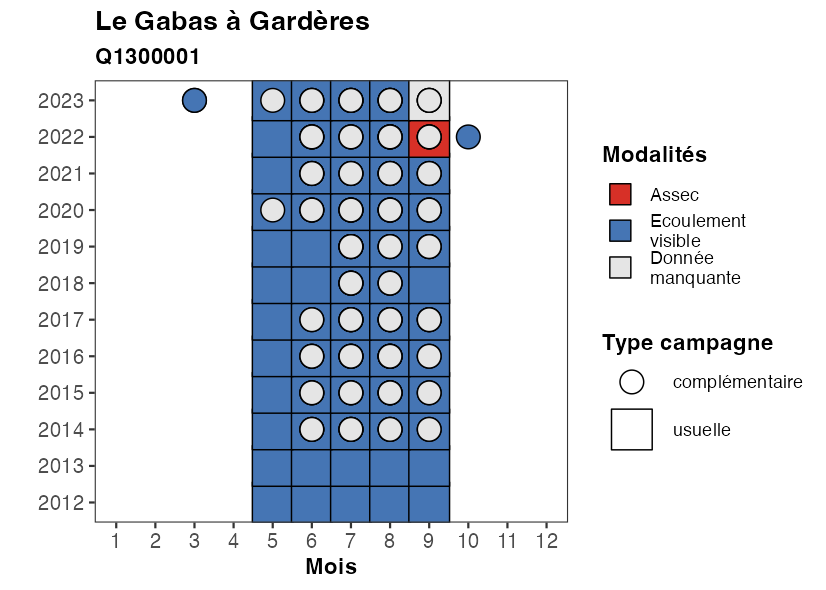 Le Gabas à Gardères
Q1300001
2023
2022
2021
2020
2019
2018
2017
2016
2015
2014
2013
2012
1 2 3 4 5 6 7 8 9 10 11 12
Mois
Modalités
Assec
Ecoulement
visible
Donnée
manquante
Type campagne
complémentaire
usuelle